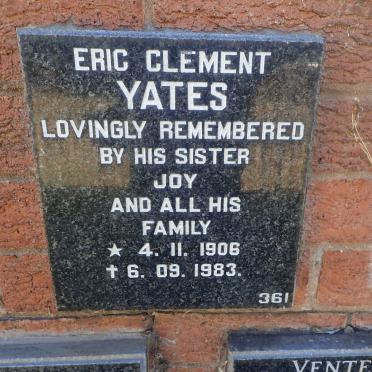 ERIC CLEMENT
YATES
LOVINGLY REMEMBERED
BY HIS SISTER
JOY
AND ALL HIS
FAMILY
★ 4. 11. 1906
✝ 6. 09. 1983.
361